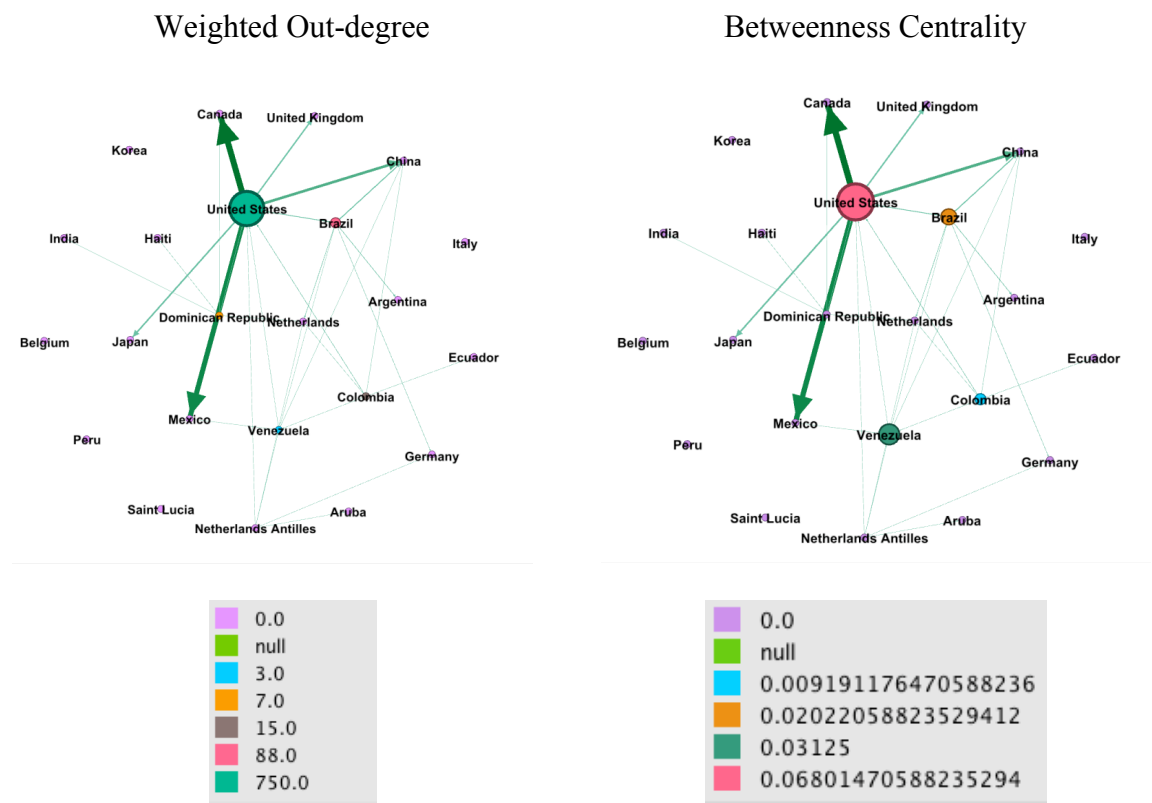 Weighted Out-degree
Canada
United Kingdom
Korea
China
United States
Brazil
India
Haiti
Italy
Argentina
Dominican Republic
Netherlands
Belgium
Japan
Ecuador
Colombia
Mexico
Venezuela
Peru
Germany
Saint Lucia
Aruba
Netherlands Antilles
0.0
null
3.0
7.0
15.0
88.0
750.0
Betweenness Centrality
Canada
United Kingdom
Korea
China
United States
Brazil
India
Haiti
Italy
Argentina
Dominican Republic
Netherlands
Belgium
Japan
Ecuador
Colombia
Mexico
Venezuela
Peru
Germany
Saint Lucia
Aruba
Netherlands Antilles
0.0
null
0.009191176470588236
0.02022058823529412
0.03125
0.06801470588235294